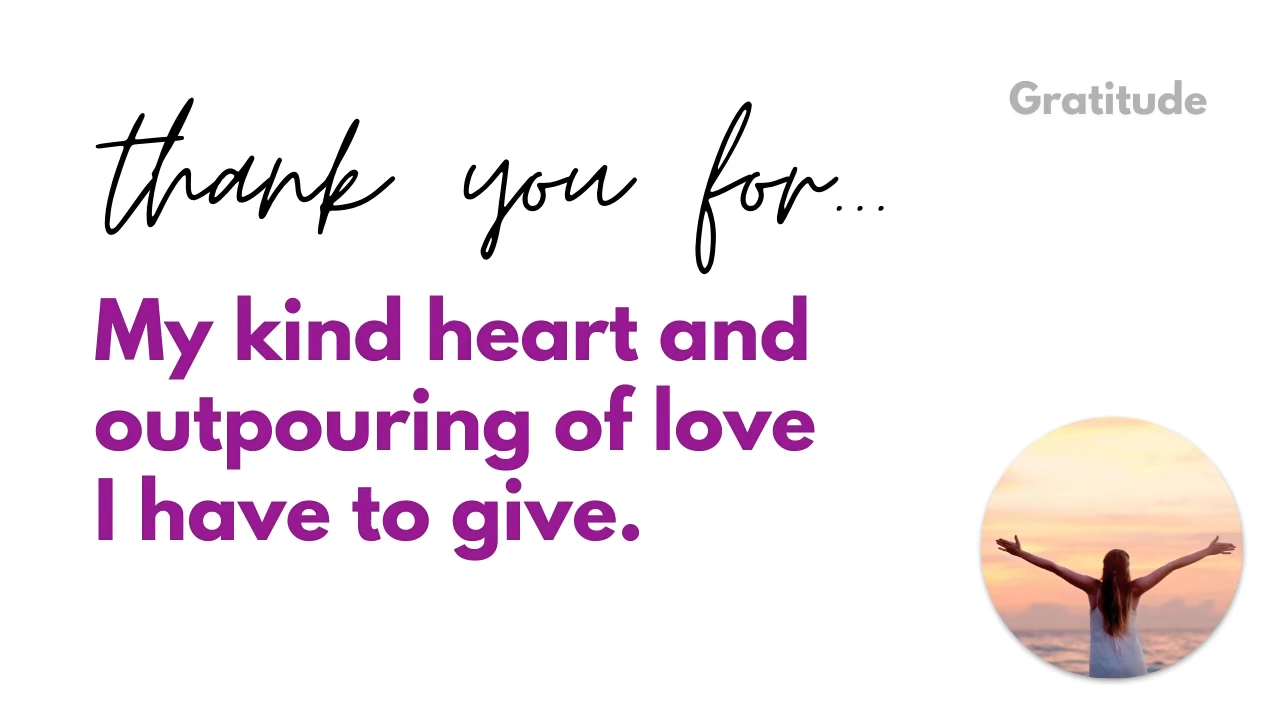 Gratitude
thank you for...
My kind heart and
outpouring of love
I have to give.